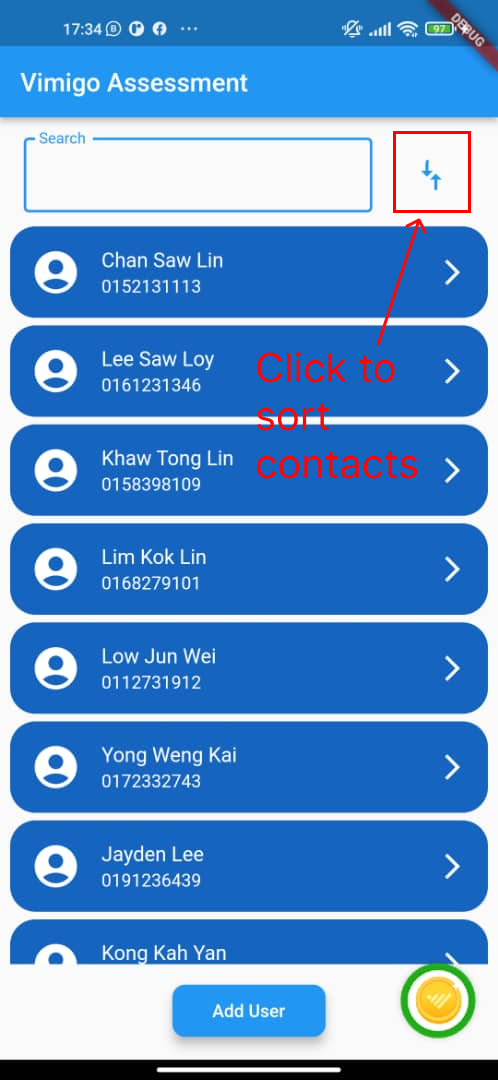 17:34
97
DEBUG
Vimigo Assessment
Search
Chan Saw Lin
0152131113
Lee Saw Loy
0161231346
Click to
sort
contacts
Khaw Tong Lin
0158398109
Lim Kok Lin
0168279101
Low Jun Wei
0112731912
Yong Weng Kai
0172332743
Jayden Lee
0191236439
Kong Kah Yan
Add User